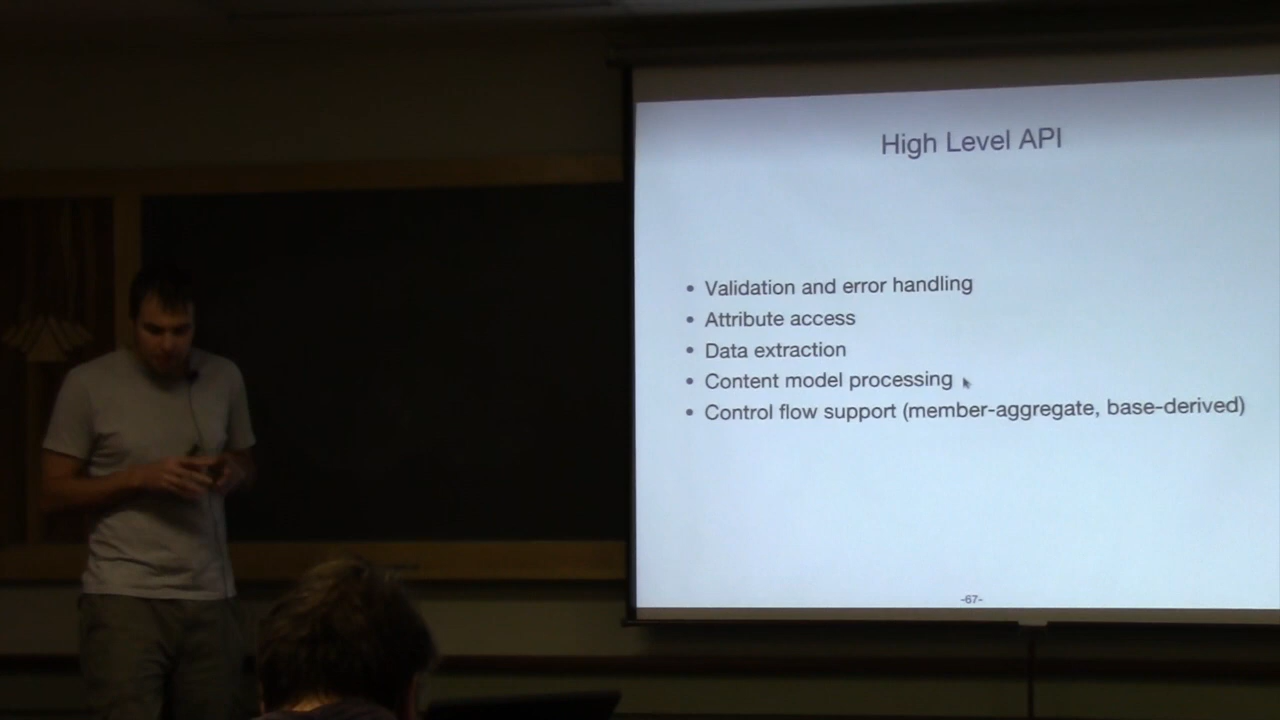 High Level API
• Validation and error handling
• Attribute access
• Data extraction
• Content model processing
• Control flow support (member-aggregate, base-derived)
-67-